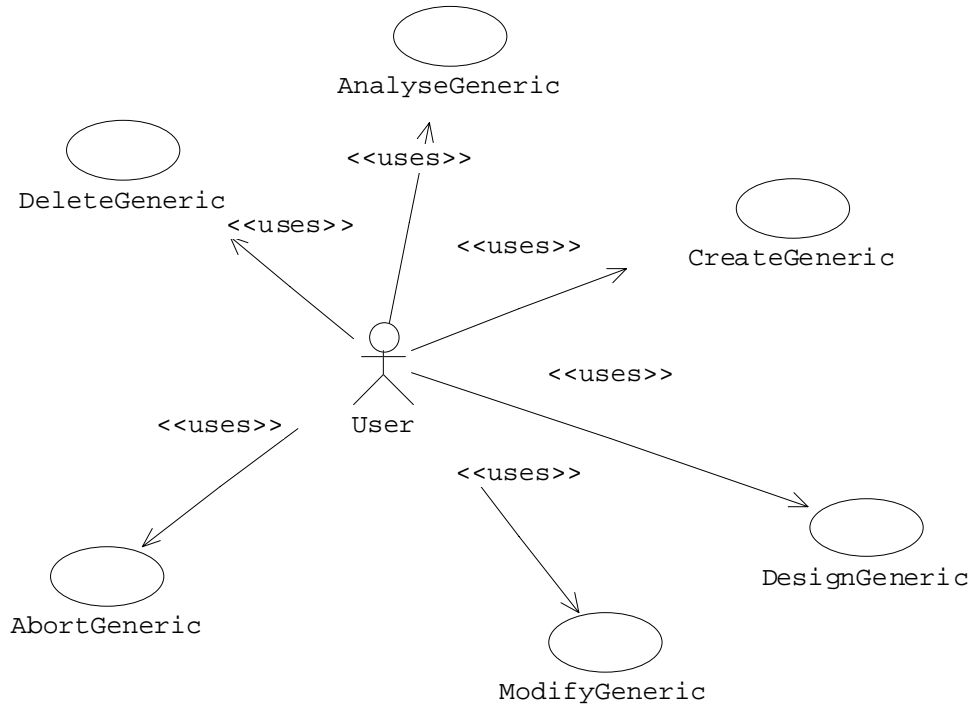 AnalyseGeneric
<<uses>>
DeleteGeneric
<<uses>>
<<uses>>
CreateGeneric
<<uses>>
<<uses>>
User
<<uses>>
DesignGeneric
AbortGeneric
ModifyGeneric